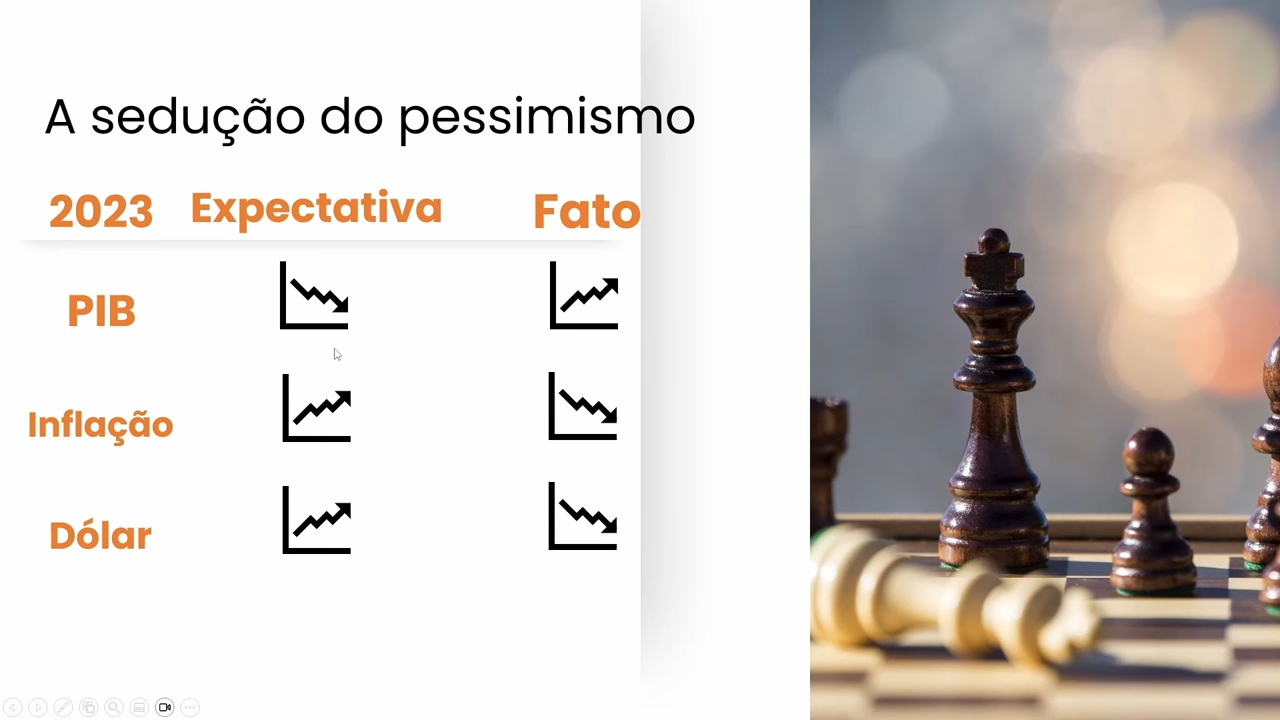 A sedução do pessimismo
2023 Expectativa Fato
PIB
Inflação
Dólar